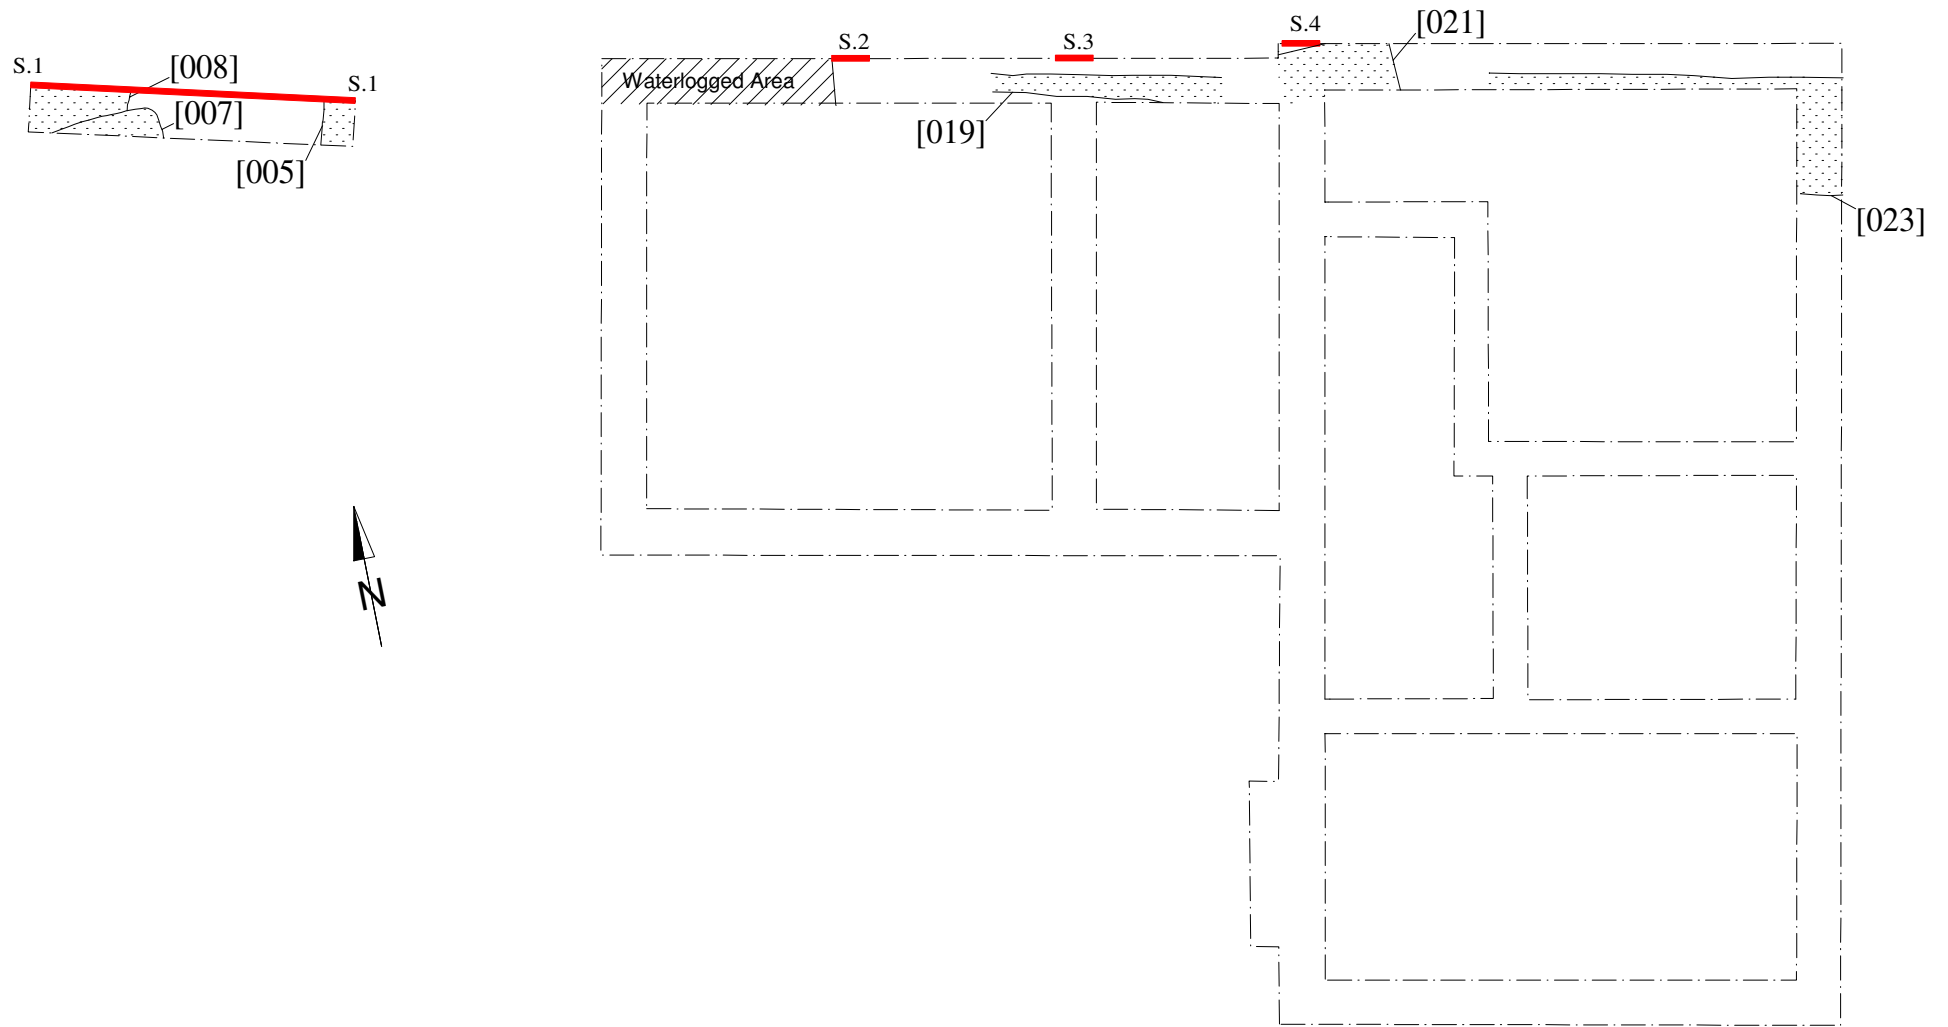 S.1
[008]
S.1
[007]
[005]
S.2
S.3
S.4
[021]
Waterlogged Area
[019]
[023]
N